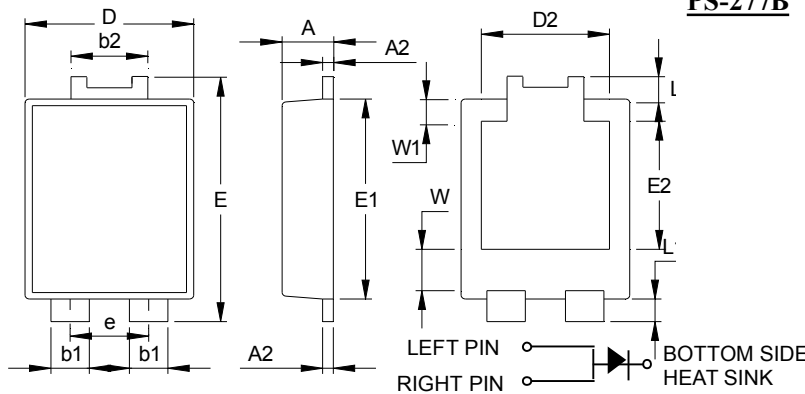 PS-277B
D
b2
A
A2
D2
L
W1
E
E1
W
E2
L1
e
b1
b1
A2
LEFT PIN
RIGHT PIN
BOTTOM SIDE
HEAT SINK